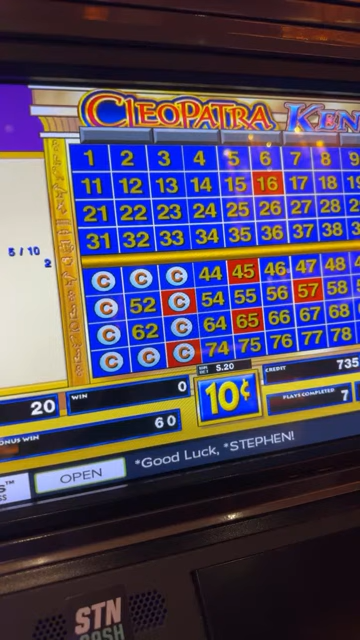 CLEOPATRA KEN
1 2 3 4 5 6 7 8
11 12 13 14 15 16 17 18
21 22 23 24 25 26 27 28
31 32 33 34 35 36 37 38
5 / 10
2
C C C 44 45 46 47 48
C 52 C 54 55 56 57 58
C 62 C 64 65 66 67 68
C C C 74 75 76 77 78
20
WIN 0
BET 5.20
10¢
CREDIT 735
ONUS WIN 60
PLAYS COMPLETED 7
OPEN
*Good Luck, *STEPHEN!
STN
CASH